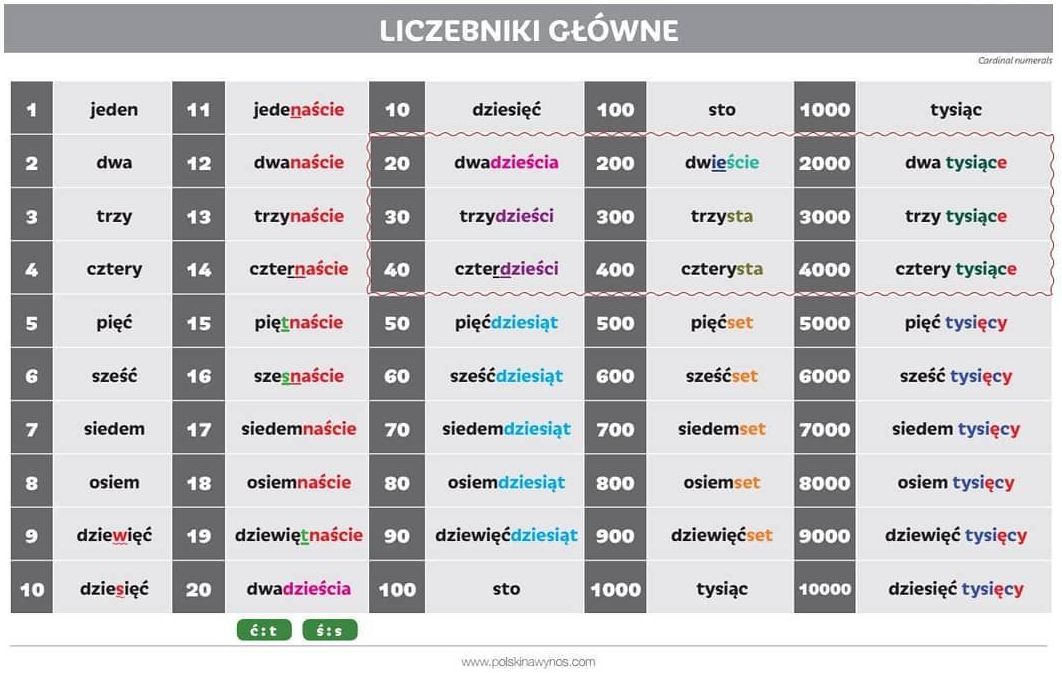 LICZEBNIKI GŁÓWNE
Cardinal numerals
1 jeden 11 jedenaście 10 dziesięć 100 sto 1000 tysiąc
2 dwa 12 dwanaście 20 dwadzieścia 200 dwieście 2000 dwa tysiące
3 trzy 13 trzynaście 30 trzydzieści 300 trzysta 3000 trzy tysiące
4 cztery 14 czternaście 40 czterdzieści 400 czterysta 4000 cztery tysiące
5 pięć 15 piętnaście 50 pięćdziesiąt 500 pięćset 5000 pięć tysięcy
6 sześć 16 szesnaście 60 sześćdziesiąt 600 sześćset 6000 sześć tysięcy
7 siedem 17 siedemnaście 70 siedemdziesiąt 700 siedemset 7000 siedem tysięcy
8 osiem 18 osiemnaście 80 osiemdziesiąt 800 osiemset 8000 osiem tysięcy
9 dziewięć 19 dziewiętnaście 90 dziewięćdziesiąt 900 dziewięćset 9000 dziewięć tysięcy
10 dziesięć 20 dwadzieścia 100 sto 1000 tysiąc 10000 dziesięć tysięcy
ć:t ś:s
www.polskinawynos.com